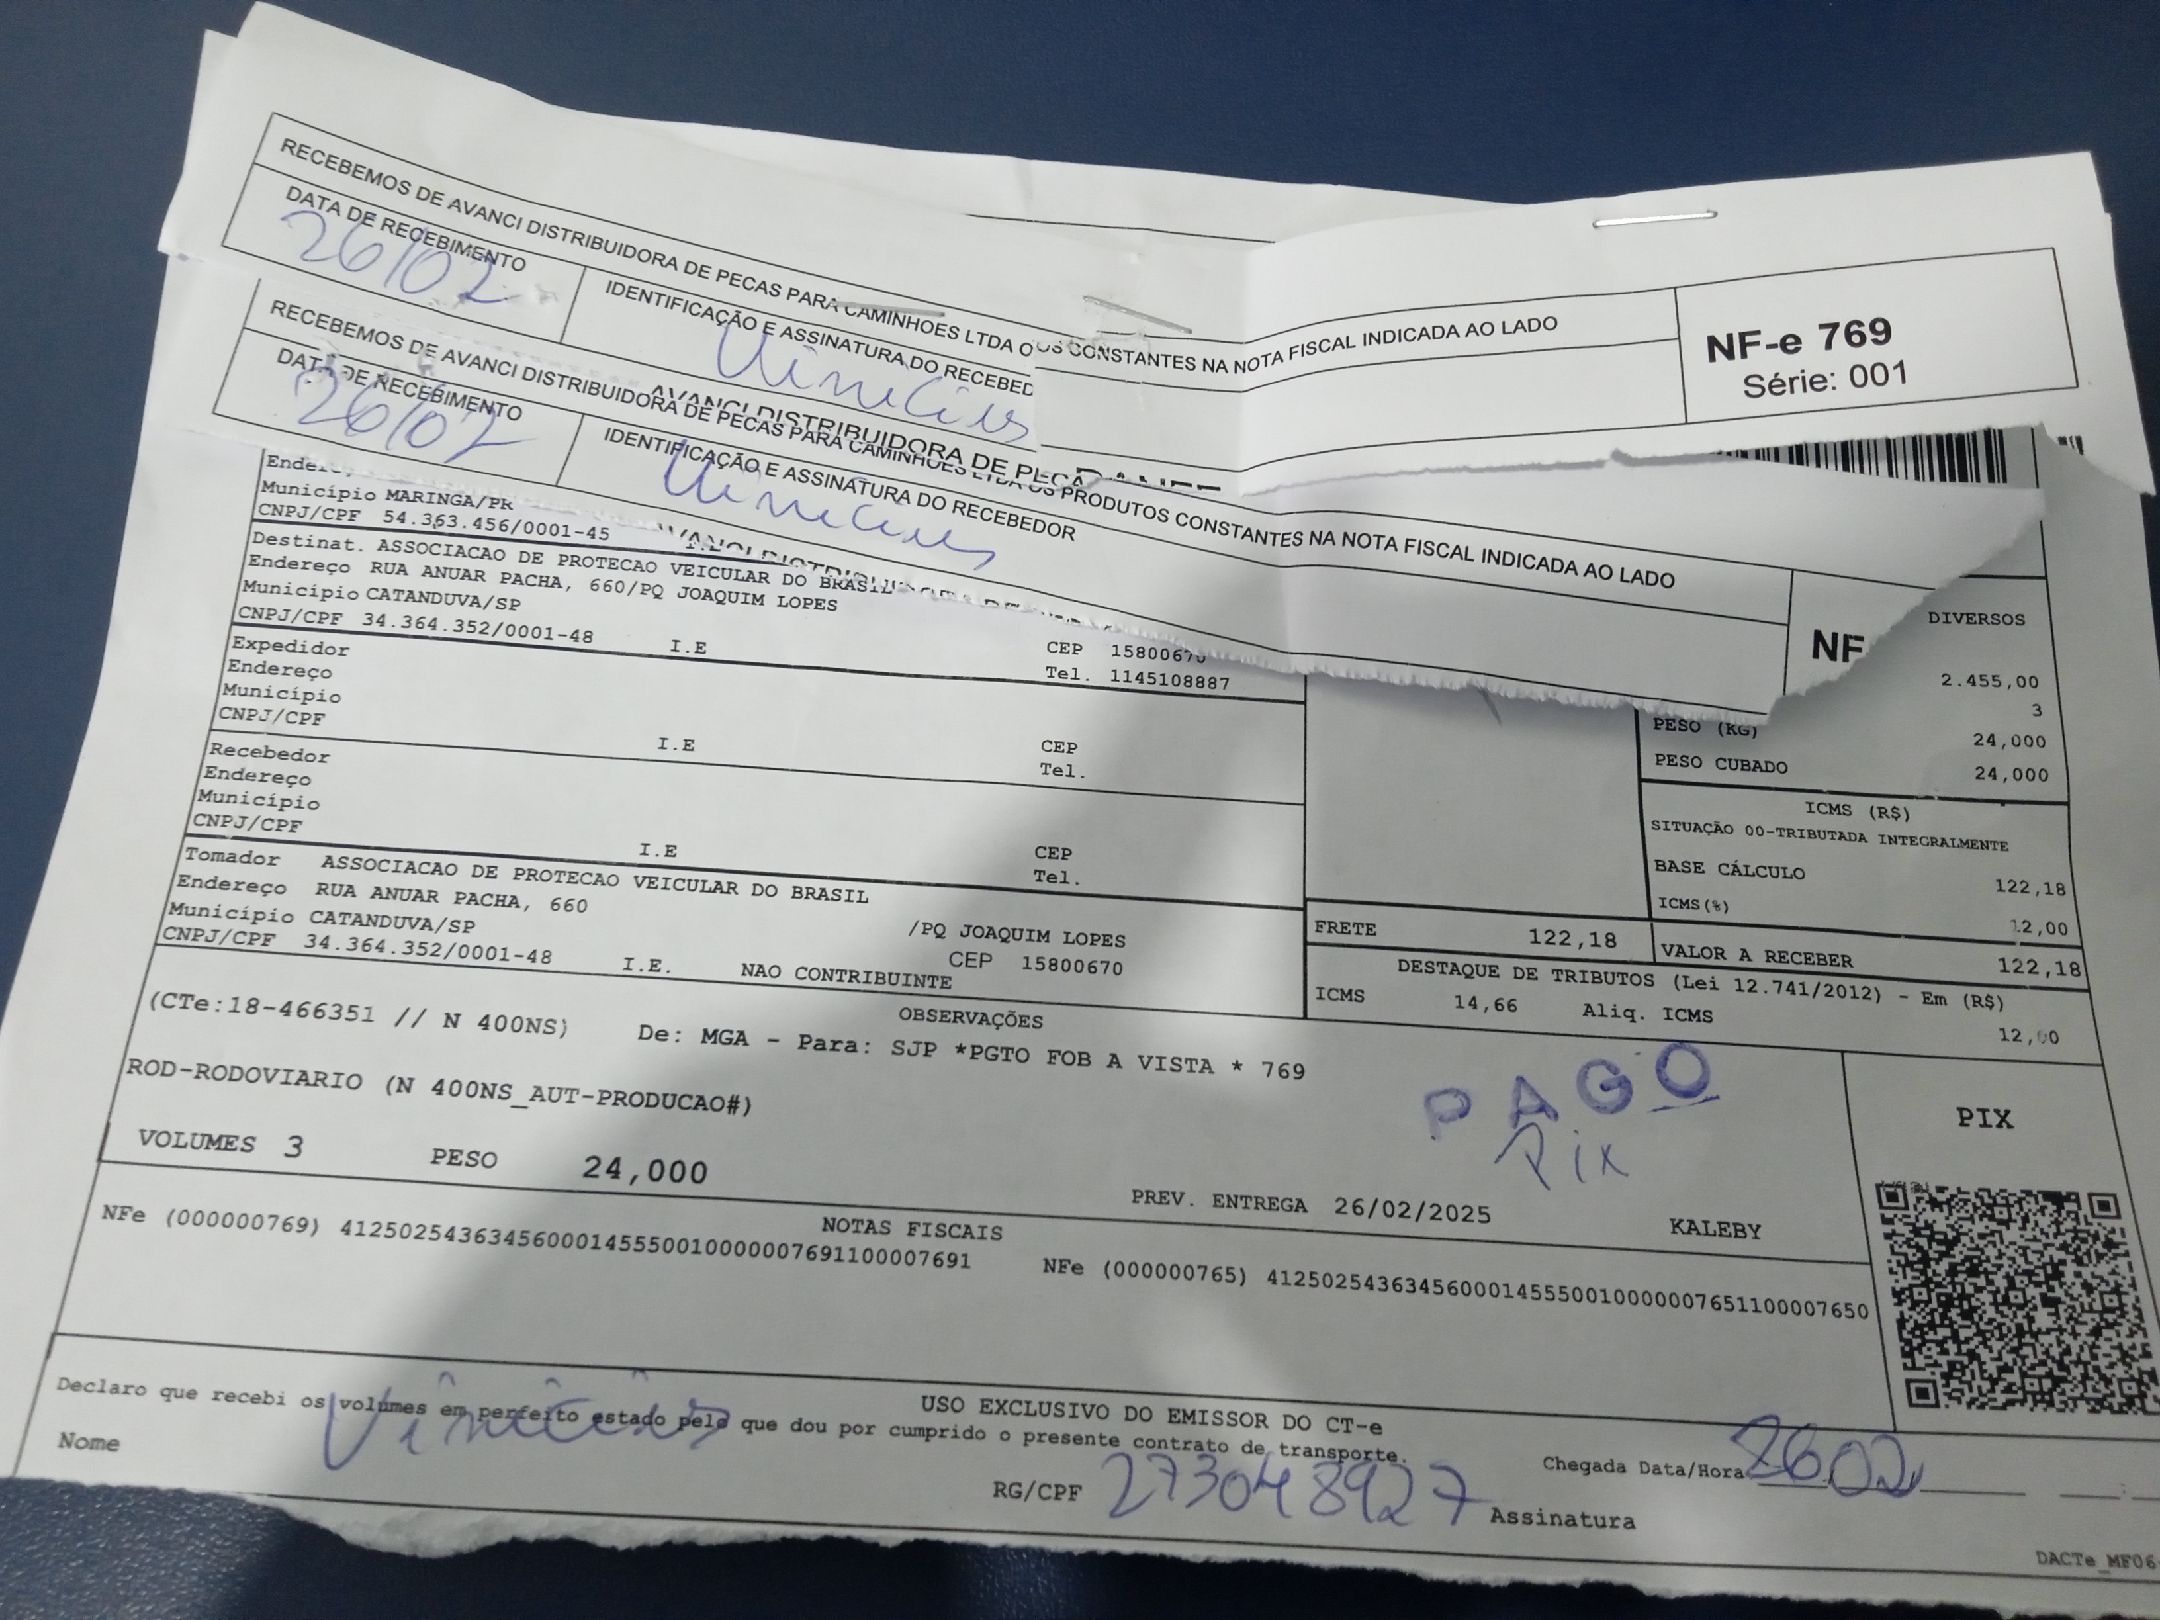 RECEBEMOS DE AVANCI DISTRIBUIDORA DE PECAS PARA CAMINHOES LTDA OS CONSTANTES NA NOTA FISCAL INDICADA AO LADO
DATA DE RECEBIMENTO
26/02
IDENTIFICAÇÃO E ASSINATURA DO RECEBED
Vinicius
NF-e 769
Série: 001
AVANCI DISTRIBUIDORA DE PEÇA
RECEBEMOS DE AVANCI DISTRIBUIDORA DE PECAS PARA CAMINHOES LTDA OS PRODUTOS CONSTANTES NA NOTA FISCAL INDICADA AO LADO
DATA DE RECEBIMENTO
26/02
IDENTIFICAÇÃO E ASSINATURA DO RECEBEDOR
Vinicius
NF
Município MARINGA/PR
CNPJ/CPF 54.363.456/0001-45
Destinat. ASSOCIACAO DE PROTECAO VEICULAR DO BRASIL
Endereço RUA ANUAR PACHA, 660/PQ JOAQUIM LOPES
Município CATANDUVA/SP
CNPJ/CPF 34.364.352/0001-48 I.E
CEP 15800670
Tel. 1145108887
Expedidor
Endereço
Município
CNPJ/CPF I.E CEP
Tel.
Recebedor
Endereço
Município
CNPJ/CPF I.E CEP
Tel.
Tomador ASSOCIACAO DE PROTECAO VEICULAR DO BRASIL
Endereço RUA ANUAR PACHA, 660 /PQ JOAQUIM LOPES
Município CATANDUVA/SP CEP 15800670
CNPJ/CPF 34.364.352/0001-48 I.E. NAO CONTRIBUINTE
DIVERSOS
2.455,00
3
PESO (KG) 24,000
PESO CUBADO 24,000
ICMS (R$)
SITUAÇÃO 00-TRIBUTADA INTEGRALMENTE
BASE CÁLCULO 122,18
ICMS(%) 12,00
FRETE 122,18
VALOR A RECEBER 122,18
DESTAQUE DE TRIBUTOS (Lei 12.741/2012) - Em (R$)
ICMS 14,66 Aliq. ICMS 12,00
OBSERVAÇÕES
(CTe:18-466351 // N 400NS) De: MGA - Para: SJP *PGTO FOB A VISTA * 769
ROD-RODOVIARIO (N 400NS_AUT-PRODUCAO#)
PAGO
Pix
PIX
VOLUMES 3 PESO 24,000
PREV. ENTREGA 26/02/2025 KALEBY
NOTAS FISCAIS
NFe (000000769) 41250254363456000145550010000007691100007691 NFe (000000765) 41250254363456000145550010000007651100007650
USO EXCLUSIVO DO EMISSOR DO CT-e
Declaro que recebi os volumes em perfeito estado pelo que dou por cumprido o presente contrato de transporte.
Nome Vinicius
RG/CPF 273048927
Chegada Data/Hora 26.02
Assinatura
DACTe_MF06